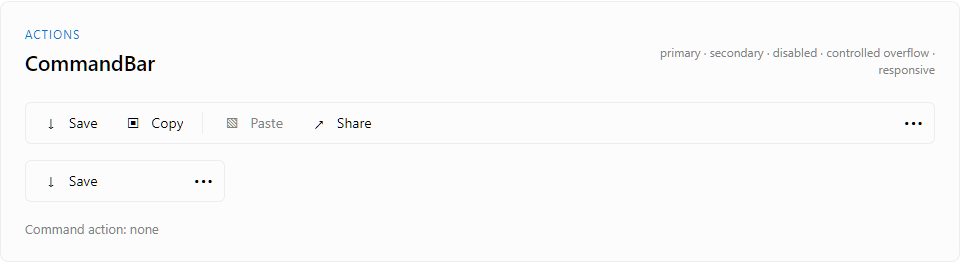 ACTIONS
CommandBar
primary · secondary · disabled · controlled overflow ·
responsive
Save Copy Paste Share
Save
Command action: none